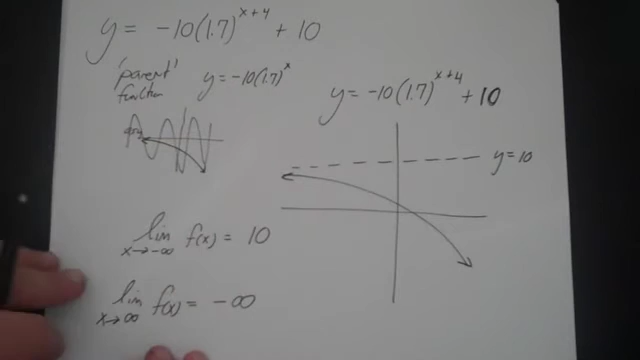 y = -10(1.7)^{x+4} + 10
'parent' function y = -10(1.7)^x
y = -10(1.7)^{x+4} + 10
y = 10
lim x→-∞ f(x) = 10
lim x→∞ f(x) = -∞